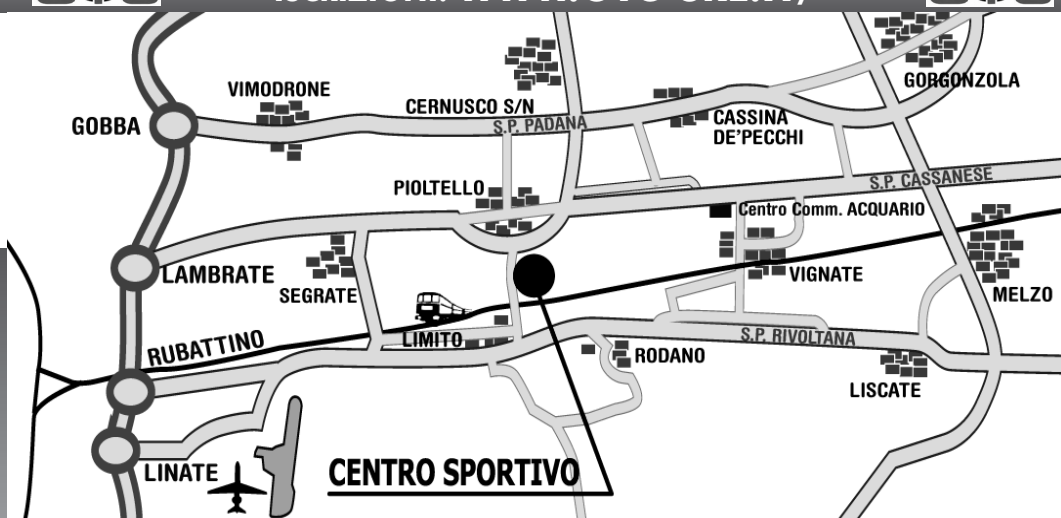 VIMODRONE
GORGONZOLA
CERNUSCO S/N
GOBBA
S.P. PADANA
CASSINA
DE'PECCHI
S.P. CASSANESE
PIOLTELLO
Centro Comm. ACQUARIO
LAMBRATE
SEGRATE
VIGNATE
MELZO
RUBATTINO
LIMITO
S.P. RIVOLTANA
RODANO
LISCATE
LINATE
CENTRO SPORTIVO